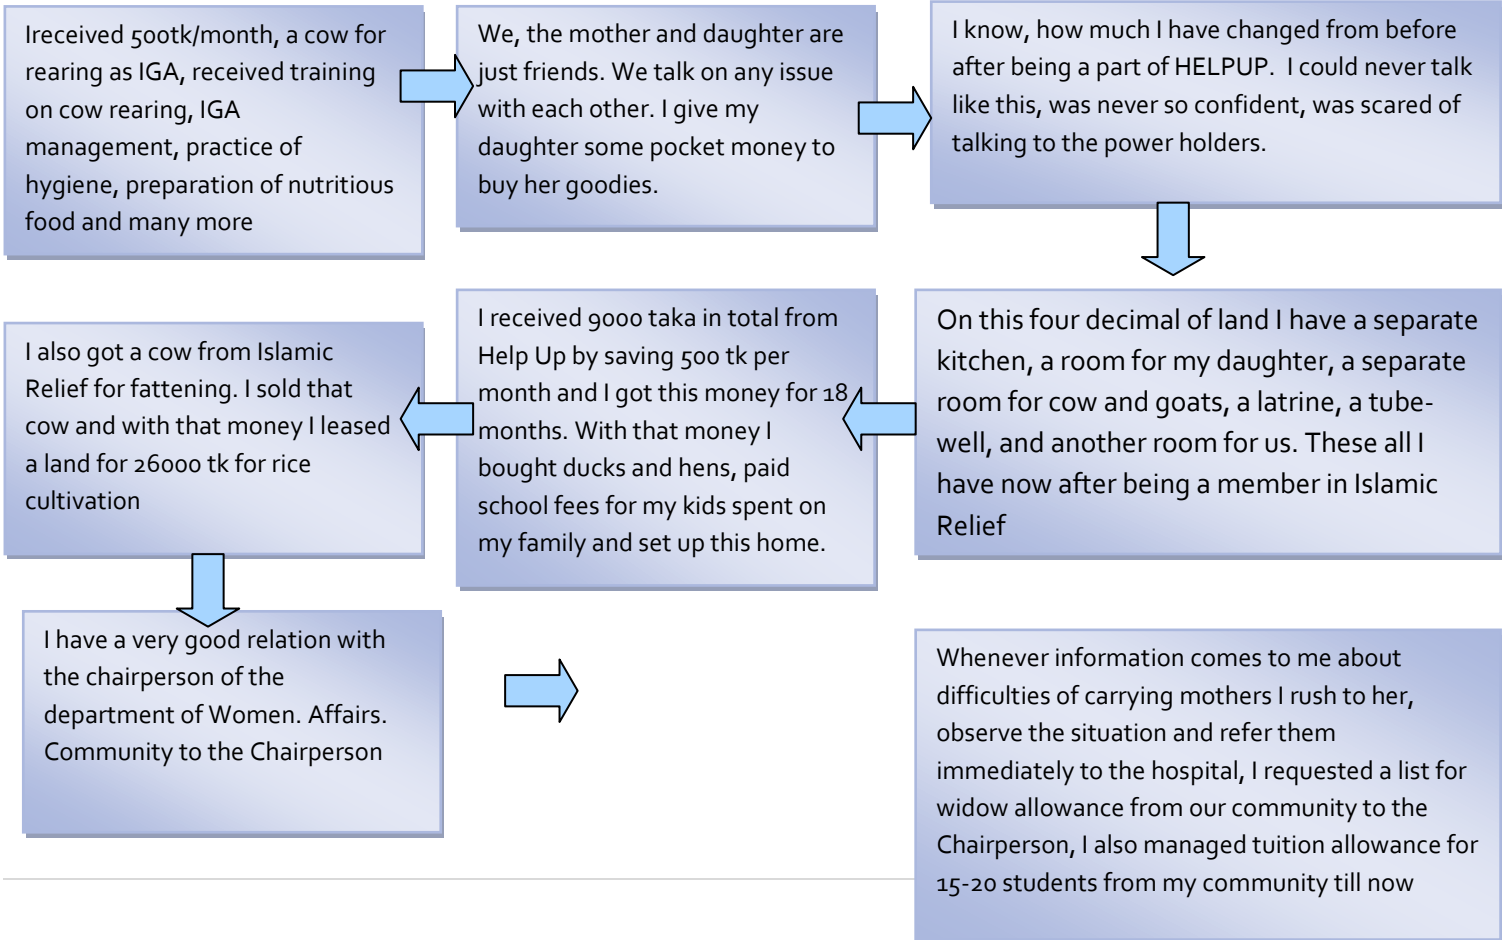 Ireceived 500tk/month, a cow for
rearing as IGA, received training
on cow rearing, IGA
management, practice of
hygiene, preparation of nutritious
food and many more
We, the mother and daughter are
just friends. We talk on any issue
with each other. I give my
daughter some pocket money to
buy her goodies.
I know, how much I have changed from before
after being a part of HELPUP. I could never talk
like this, was never so confident, was scared of
talking to the power holders.
On this four decimal of land I have a separate
kitchen, a room for my daughter, a separate
room for cow and goats, a latrine, a tube-
well, and another room for us. These all I
have now after being a member in Islamic
Relief
I received 9000 taka in total from
Help Up by saving 500 tk per
month and I got this money for 18
months. With that money I
bought ducks and hens, paid
school fees for my kids spent on
my family and set up this home.
I also got a cow from Islamic
Relief for fattening. I sold that
cow and with that money I leased
a land for 26000 tk for rice
cultivation
I have a very good relation with
the chairperson of the
department of Women. Affairs.
Community to the Chairperson
Whenever information comes to me about
difficulties of carrying mothers I rush to her,
observe the situation and refer them
immediately to the hospital, I requested a list for
widow allowance from our community to the
Chairperson, I also managed tuition allowance for
15-20 students from my community till now